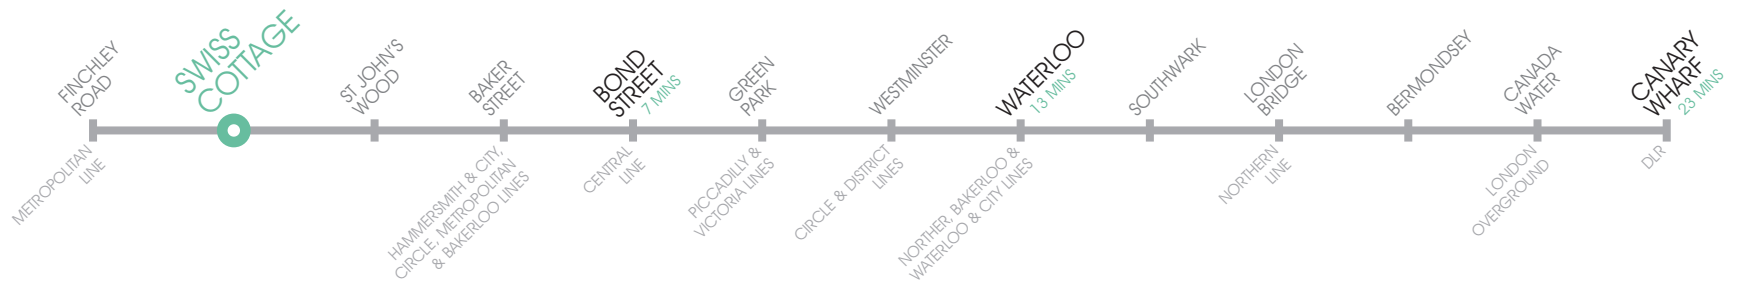 FINCHLEY
ROAD
SWISS
COTTAGE
ST JOHN'S
WOOD
BAKER
STREET
BOND
STREET
7 MINS
GREEN
PARK
WESTMINSTER
WATERLOO
13 MINS
SOUTHWARK
LONDON
BRIDGE
BERMONDSEY
CANADA
WATER
CANARY
WHARF
23 MINS
METROPOLITAN
LINE
HAMMERSMITH & CITY,
CIRCLE, METROPOLITAN
& BAKERLOO LINES
CENTRAL
LINE
PICCADILLY &
VICTORIA LINES
CIRCLE & DISTRICT
LINES
NORTHER, BAKERLOO &
WATERLOO & CITY LINES
NORTHERN
LINE
LONDON
OVERGROUND
DLR